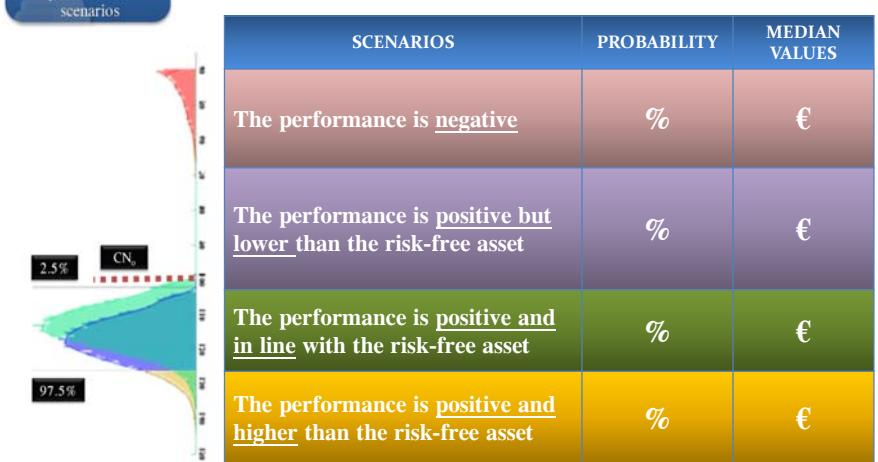 scenarios
SCENARIOS
PROBABILITY
MEDIAN
VALUES
The performance is negative
%
€
The performance is positive but
lower than the risk-free asset
%
€
The performance is positive and
in line with the risk-free asset
%
€
The performance is positive and
higher than the risk-free asset
%
€
2.5%
CN₀
97.5%